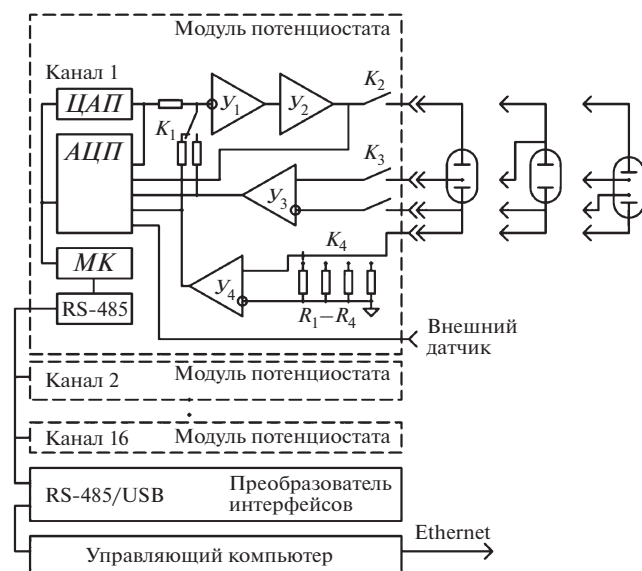 Модуль потенциостата
Канал 1
ЦАП
У₁
У₂
K₂
K₁
АЦП
K₃
У₃
K₄
МК
У₄
RS-485
R₁–R₄
Внешний
датчик
Канал 2 Модуль потенциостата
Канал 16 Модуль потенциостата
RS-485/USB Преобразователь
интерфейсов
Ethernet
Управляющий компьютер